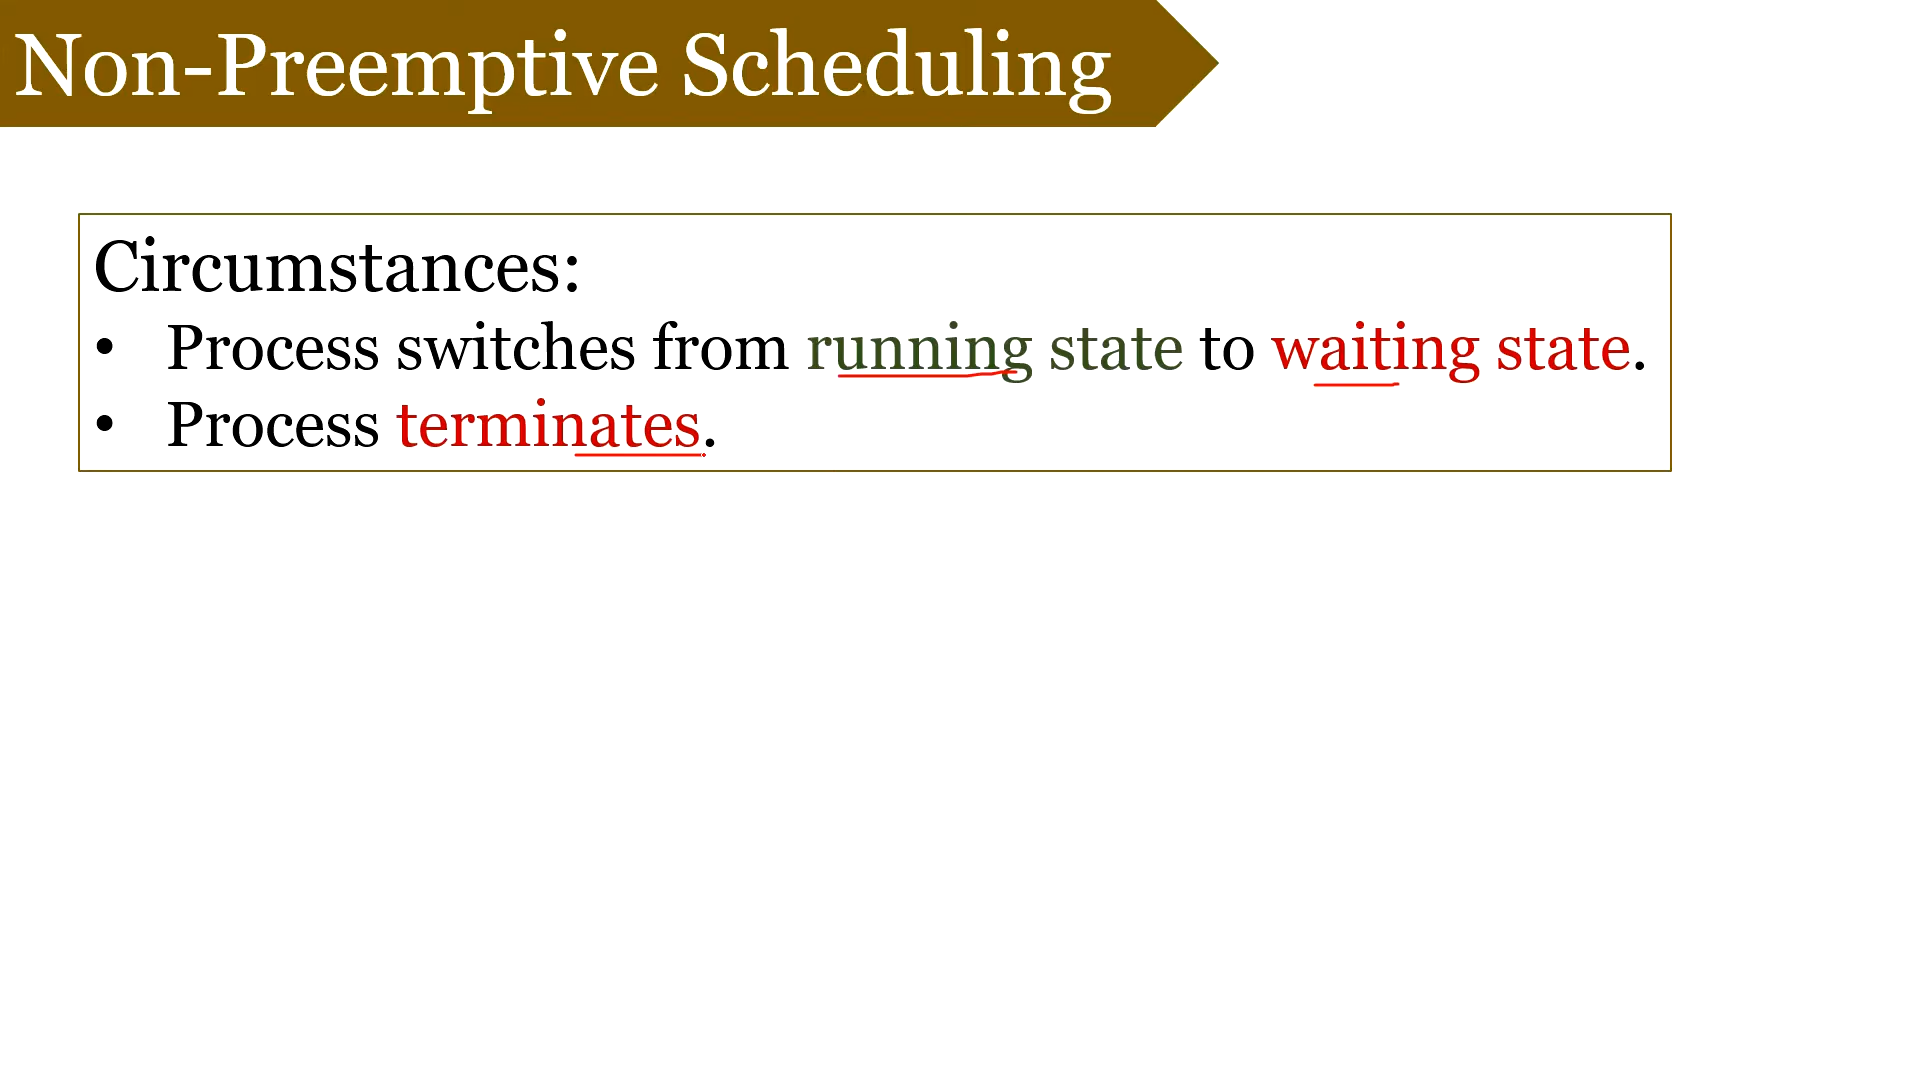 Non-Preemptive Scheduling
Circumstances:
• Process switches from running state to waiting state.
• Process terminates.